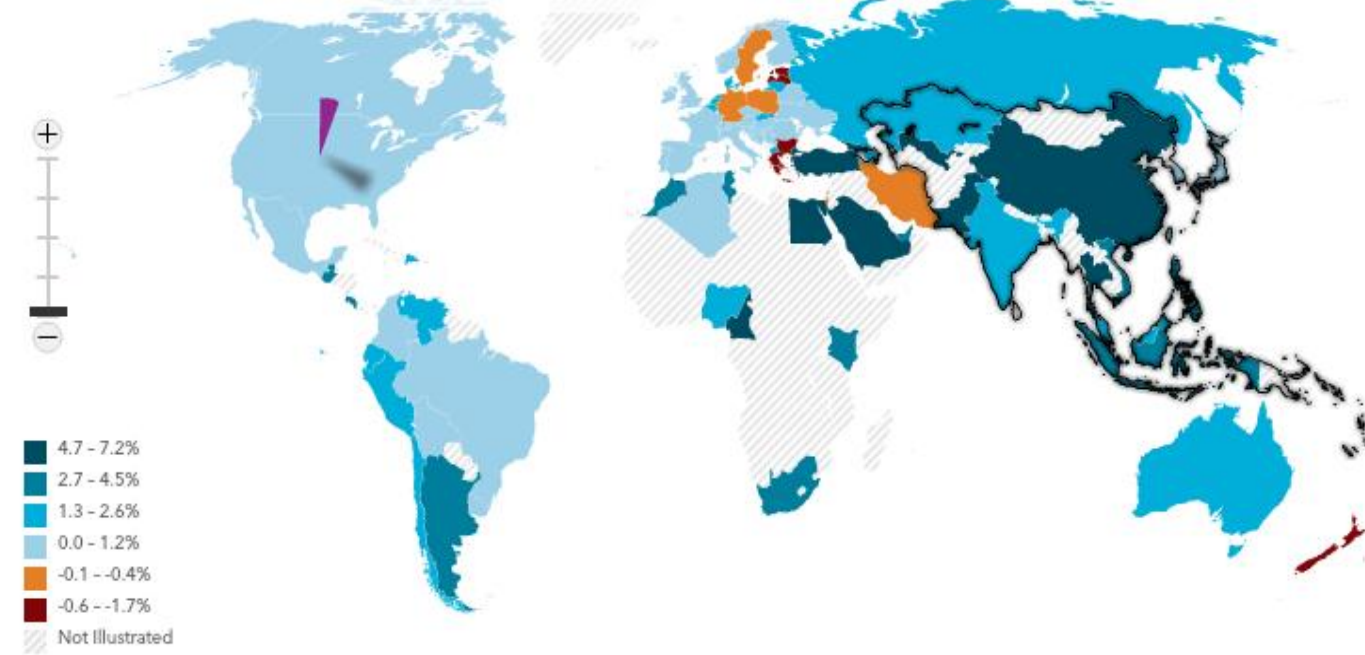 4.7 - 7.2%
2.7 - 4.5%
1.3 - 2.6%
0.0 - 1.2%
-0.1 - -0.4%
-0.6 - -1.7%
Not Illustrated